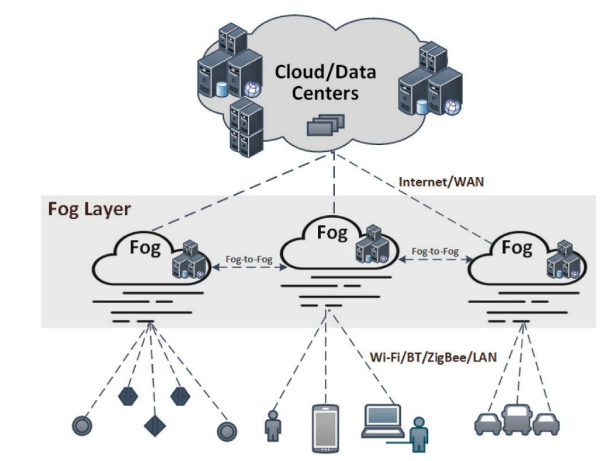 Cloud/Data
Centers
Internet/WAN
Fog Layer
Fog
Fog
Fog
Fog-to-Fog
Fog-to-Fog
Wi-Fi/BT/ZigBee/LAN